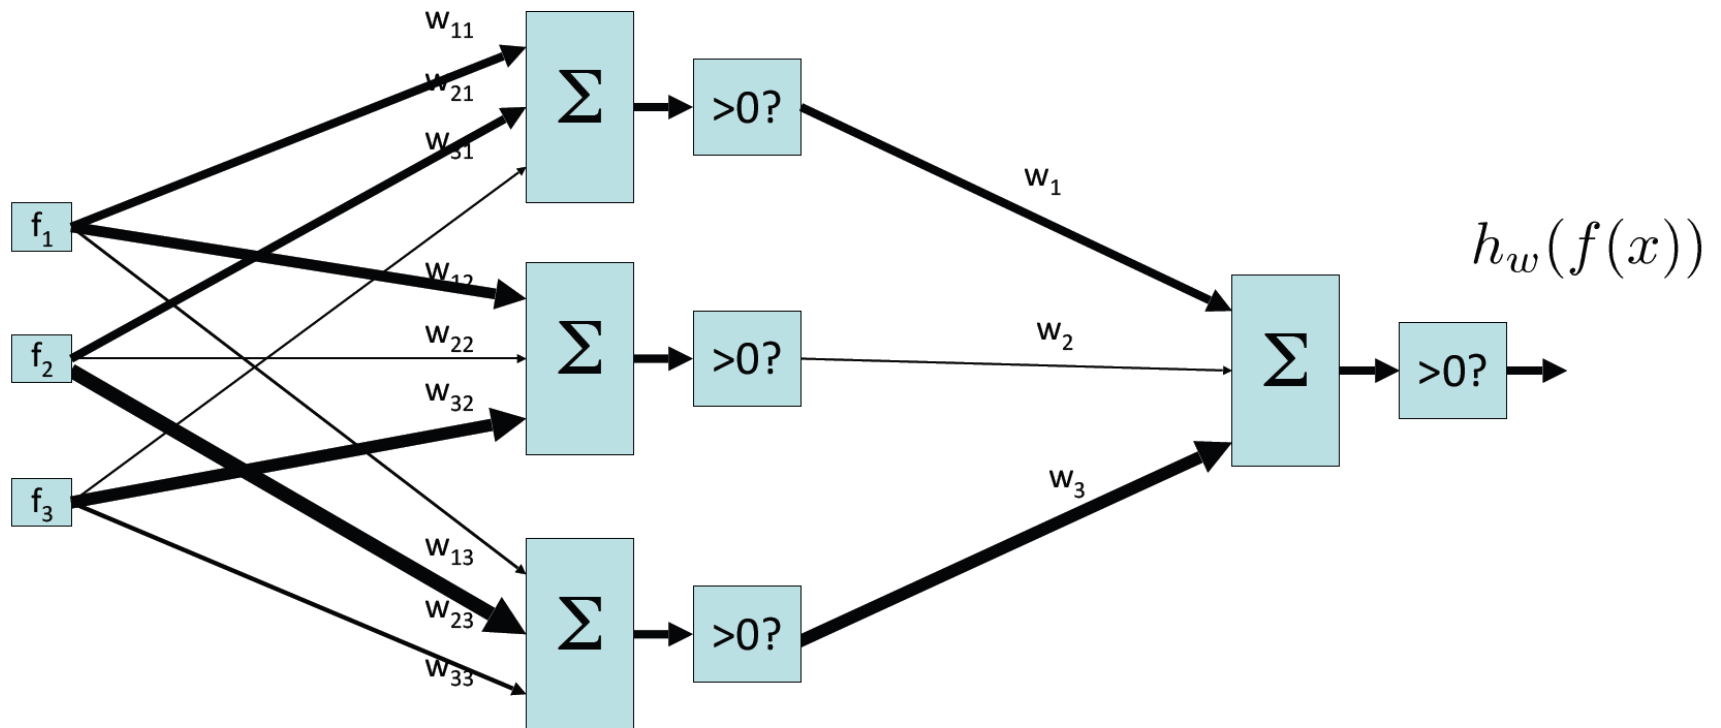 w₁₁
w₂₁
w₃₁
Σ
>0?
w₁
f₁
w₁₂
w₂₂
w₃₂
Σ
>0?
w₂
f₂
Σ
>0?
h_w(f(x))
f₃
w₁₃
w₂₃
w₃₃
Σ
>0?
w₃